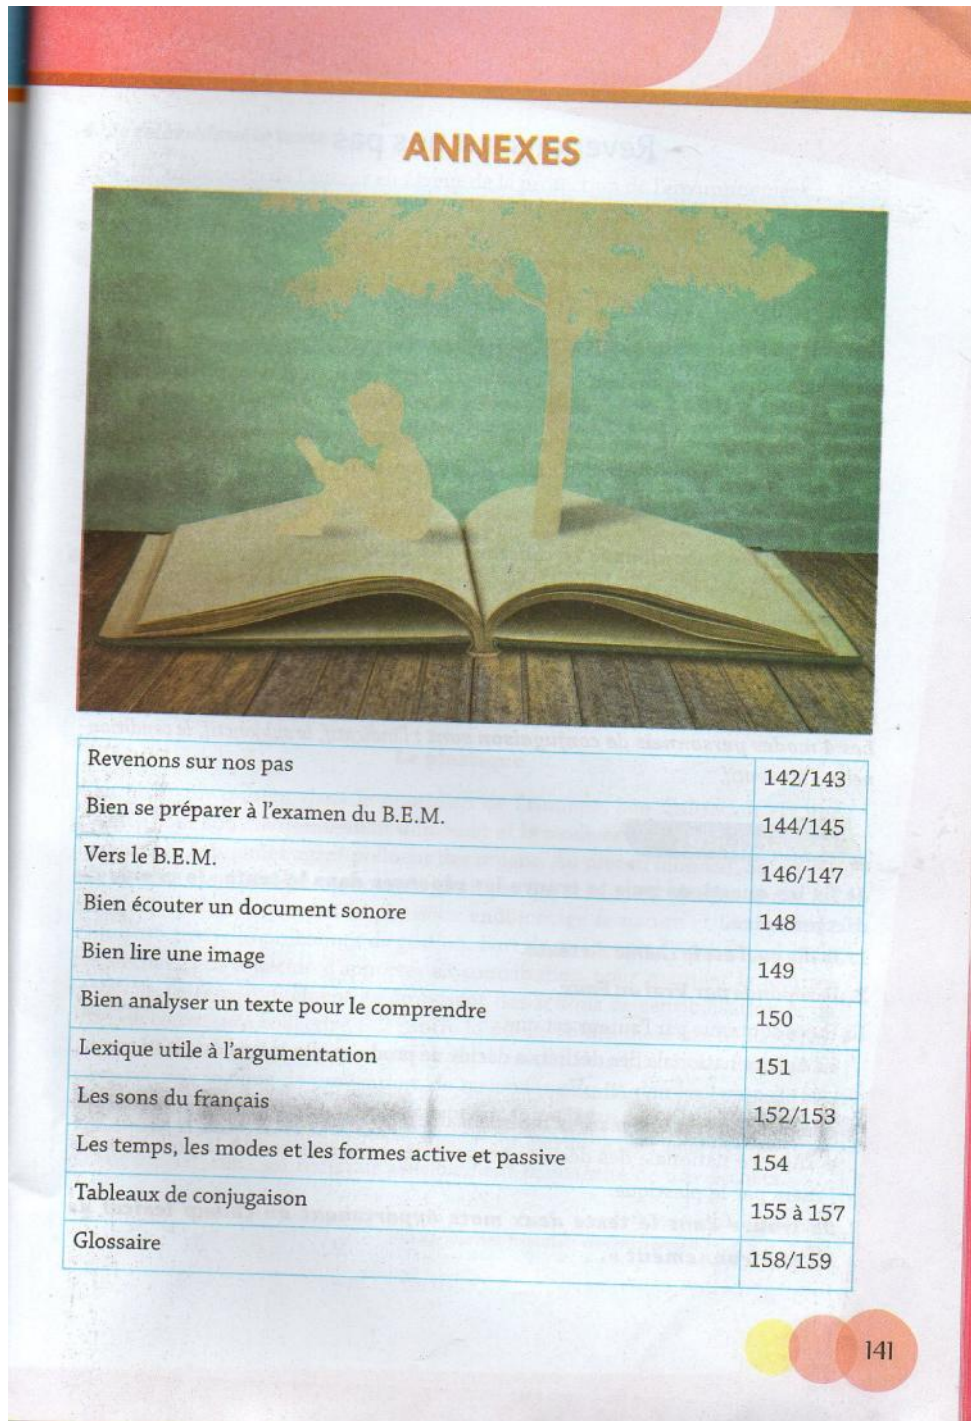 ANNEXES
Revenons sur nos pas 142/143
Bien se préparer à l'examen du B.E.M. 144/145
Vers le B.E.M. 146/147
Bien écouter un document sonore 148
Bien lire une image 149
Bien analyser un texte pour le comprendre 150
Lexique utile à l'argumentation 151
Les sons du français 152/153
Les temps, les modes et les formes active et passive 154
Tableaux de conjugaison 155 à 157
Glossaire 158/159
141